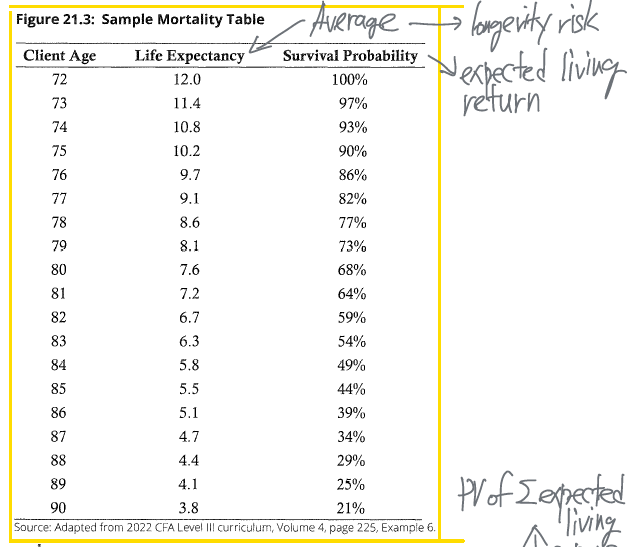 Figure 21.3: Sample Mortality Table
Average → longevity risk
Client Age Life Expectancy Survival Probability
→ expected living
return
72 12.0 100%
73 11.4 97%
74 10.8 93%
75 10.2 90%
76 9.7 86%
77 9.1 82%
78 8.6 77%
79 8.1 73%
80 7.6 68%
81 7.2 64%
82 6.7 59%
83 6.3 54%
84 5.8 49%
85 5.5 44%
86 5.1 39%
87 4.7 34%
88 4.4 29%
89 4.1 25%
90 3.8 21%
PV of Σ expected
living
Source: Adapted from 2022 CFA Level III curriculum, Volume 4, page 225, Example 6.